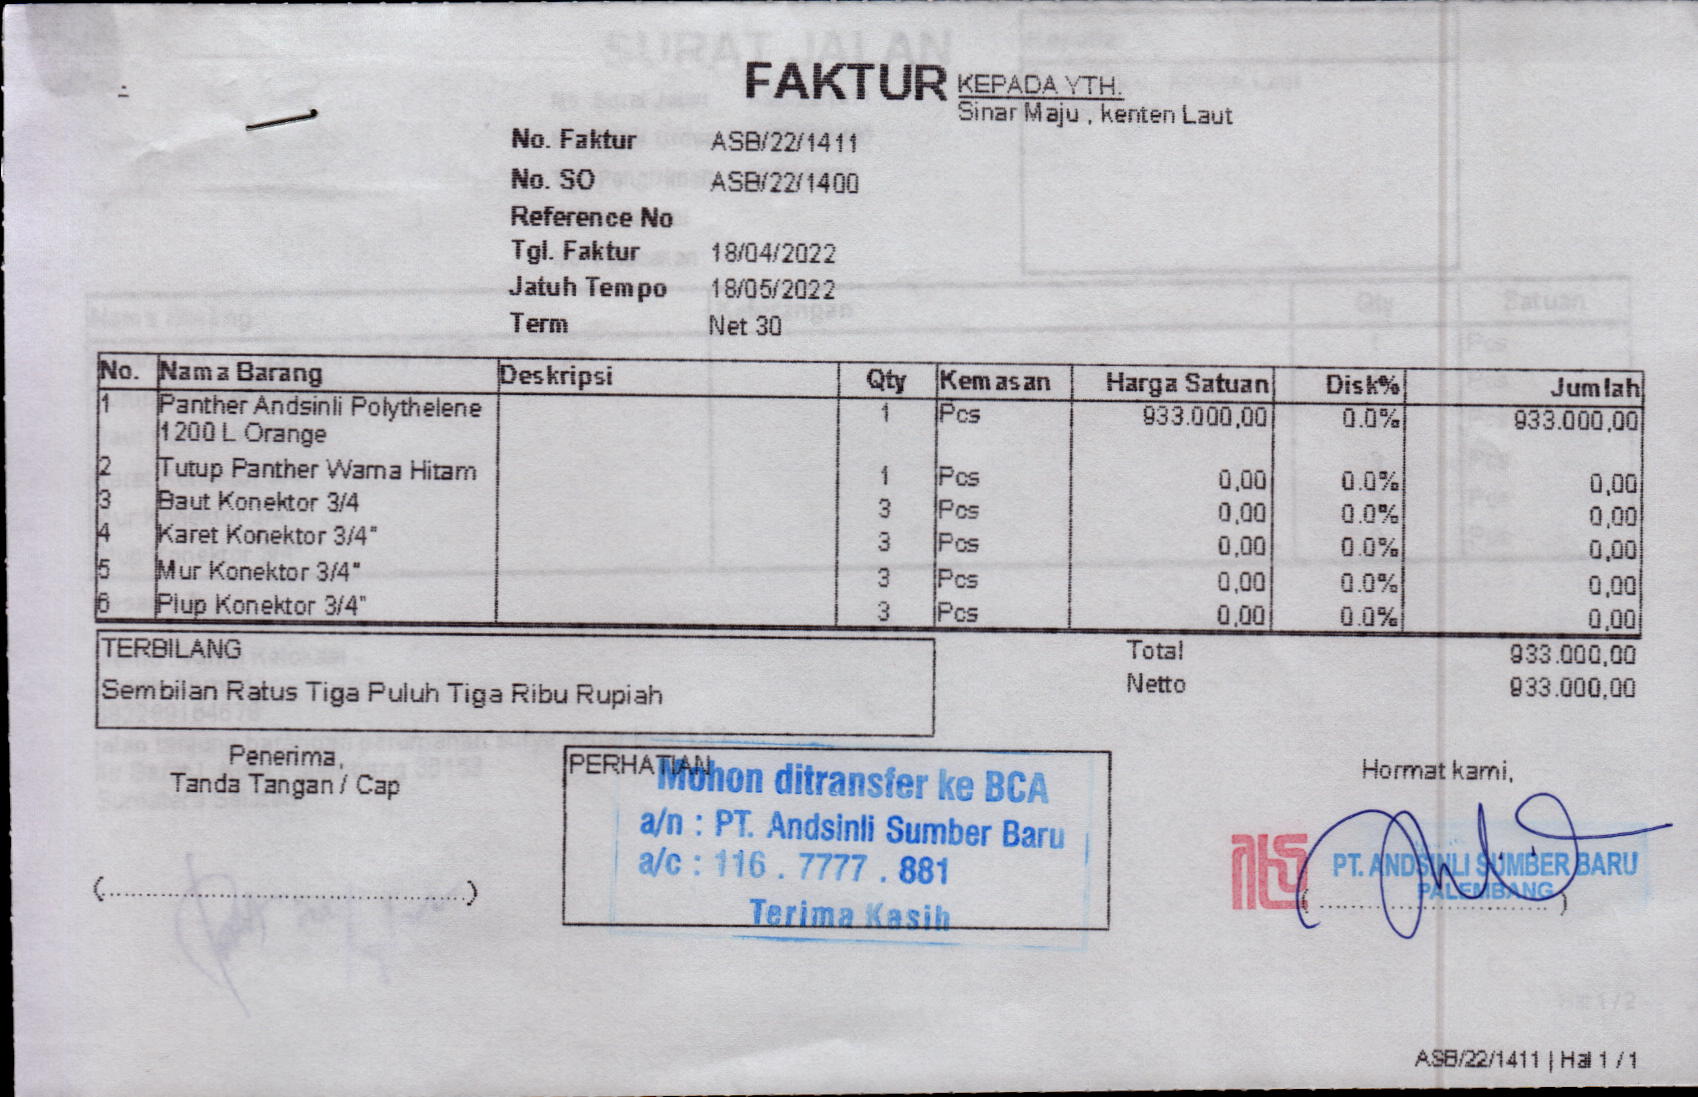 FAKTUR
KEPADA YTH.
Sinar Maju , kenten Laut
No. Faktur ASB/22/1411
No. SO ASB/22/1400
Reference No
Tgl. Faktur 18/04/2022
Jatuh Tempo 18/05/2022
Term Net 30
No. Nama Barang Deskripsi Qty Kemasan Harga Satuan Disk% Jumlah
1 Panther Andsinli Polythelene 1 Pcs 933.000,00 0.0% 933.000,00
1200 L Orange
2 Tutup Panther Warna Hitam 1 Pcs 0,00 0.0% 0,00
3 Baut Konektor 3/4 3 Pcs 0,00 0.0% 0,00
4 Karet Konektor 3/4" 3 Pcs 0,00 0.0% 0,00
5 Mur Konektor 3/4" 3 Pcs 0,00 0.0% 0,00
6 Plup Konektor 3/4" 3 Pcs 0,00 0.0% 0,00
TERBILANG
Sembilan Ratus Tiga Puluh Tiga Ribu Rupiah
Total 933.000,00
Netto 933.000,00
Penerima,
Tanda Tangan / Cap
(..............................)
PERHATIAN
Mohon ditransfer ke BCA
a/n : PT. Andsinli Sumber Baru
a/c : 116 . 7777 . 881
Terima Kasih
Hormat kami,
PT. ANDSINLI SUMBER BARU
PALEMBANG
(..............................)
ASB/22/1411 | Hal 1 / 1